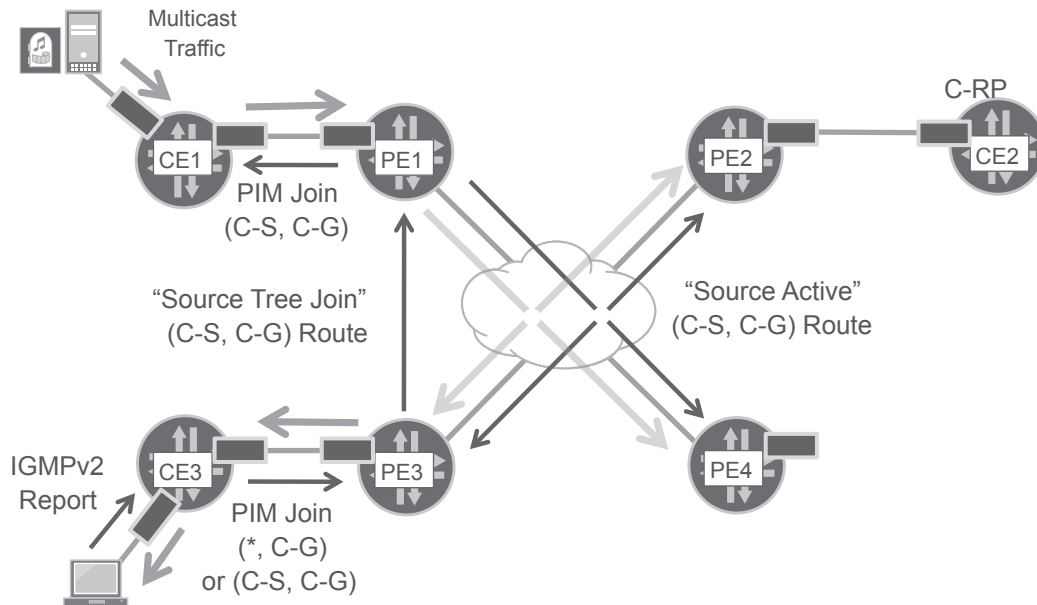 Multicast
Traffic
C-RP
CE1
PE1
PE2
CE2
PIM Join
(C-S, C-G)
“Source Tree Join”
(C-S, C-G) Route
“Source Active”
(C-S, C-G) Route
IGMPv2
Report
CE3
PE3
PE4
PIM Join
(*, C-G)
or (C-S, C-G)